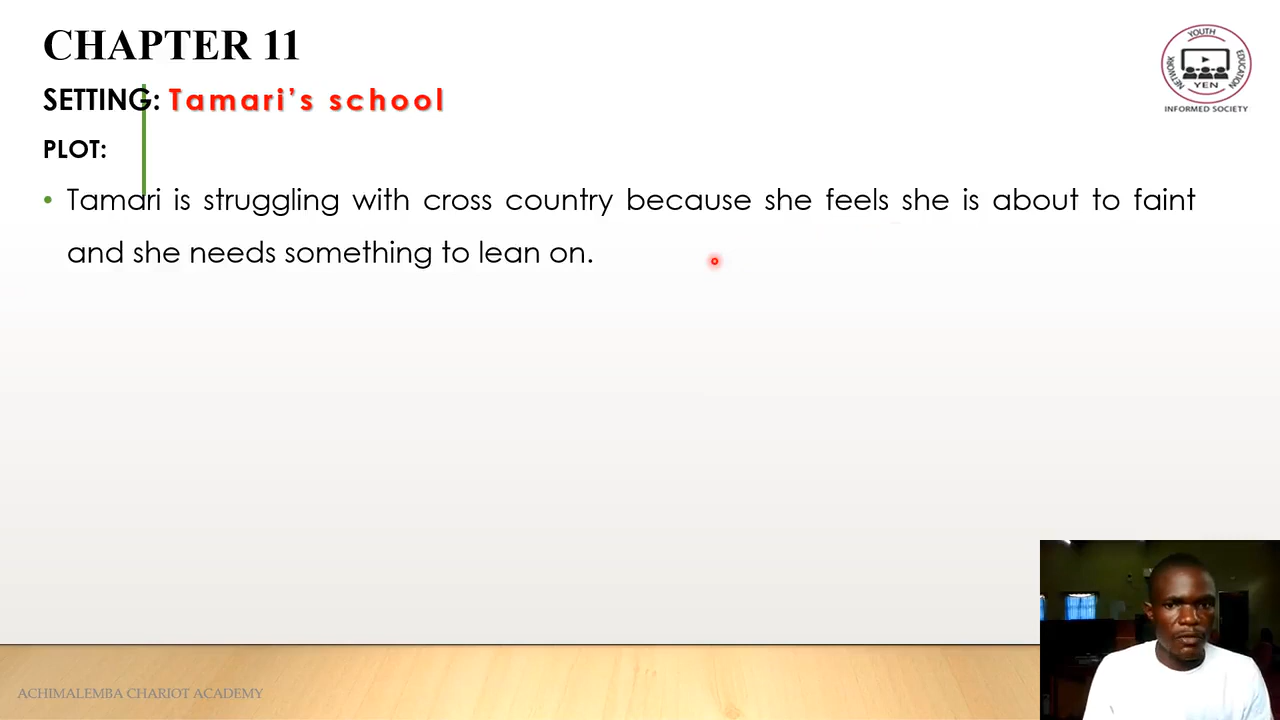 CHAPTER 11
SETTING: Tamari's school
PLOT:
• Tamari is struggling with cross country because she feels she is about to faint
and she needs something to lean on.
YOUTH
EDUCATION
NETWORK
YEN
INFORMED SOCIETY
ACHIMALEMBA CHARIOT ACADEMY